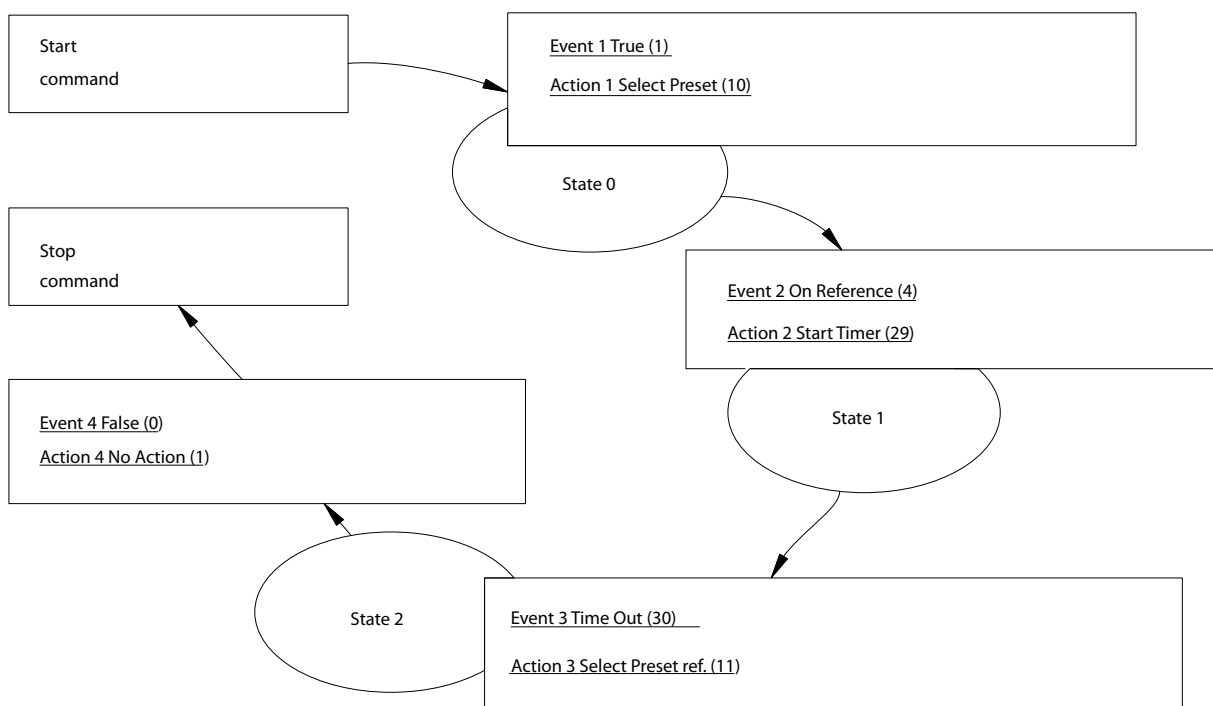 Start
command
Event 1 True (1)
Action 1 Select Preset (10)
State 0
Stop
command
Event 2 On Reference (4)
Action 2 Start Timer (29)
Event 4 False (0)
Action 4 No Action (1)
State 1
State 2
Event 3 Time Out (30)
Action 3 Select Preset ref. (11)